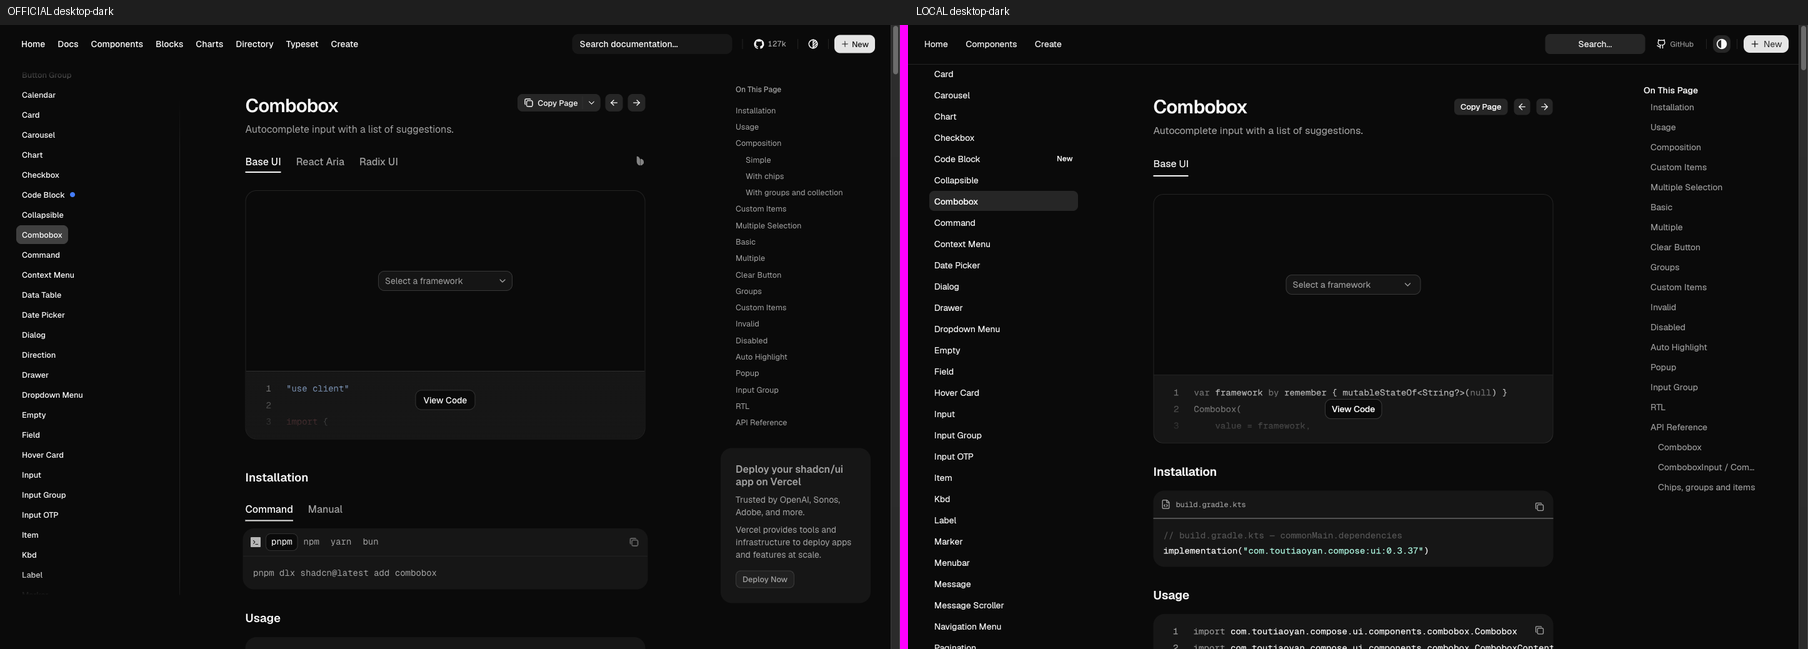 OFFICIAL desktop-dark
Home Docs Components Blocks Charts Directory Typeset Create
Search documentation...
127k
+ New
Button Group
Calendar
Card
Carousel
Chart
Checkbox
Code Block
Collapsible
Combobox
Command
Context Menu
Data Table
Date Picker
Dialog
Direction
Drawer
Dropdown Menu
Empty
Field
Hover Card
Input
Input Group
Input OTP
Item
Kbd
Label
Combobox
Copy Page
Autocomplete input with a list of suggestions.
Base UI React Aria Radix UI
Select a framework
1 "use client"
2
3 import {
View Code
Installation
Command Manual
pnpm npm yarn bun
pnpm dlx shadcn@latest add combobox
Usage
On This Page
Installation
Usage
Composition
Simple
With chips
With groups and collection
Custom Items
Multiple Selection
Basic
Multiple
Clear Button
Groups
Custom Items
Invalid
Disabled
Auto Highlight
Popup
Input Group
RTL
API Reference
Deploy your shadcn/ui
app on Vercel
Trusted by OpenAI, Sonos,
Adobe, and more.
Vercel provides tools and
infrastructure to deploy apps
and features at scale.
Deploy Now
LOCAL desktop-dark
Home Components Create
Search...
GitHub
+ New
Card
Carousel
Chart
Checkbox
Code Block New
Collapsible
Combobox
Command
Context Menu
Date Picker
Dialog
Drawer
Dropdown Menu
Empty
Field
Hover Card
Input
Input Group
Input OTP
Item
Kbd
Label
Marker
Menubar
Message
Message Scroller
Navigation Menu
Pagination
Combobox
Copy Page
Autocomplete input with a list of suggestions.
Base UI
Select a framework
1 var framework by remember { mutableStateOf<String?>(null) }
2 Combobox(
3 value = framework,
View Code
Installation
build.gradle.kts
// build.gradle.kts — commonMain.dependencies
implementation("com.toutiaoyan.compose:ui:0.3.37")
Usage
1 import com.toutiaoyan.compose.ui.components.combobox.Combobox
2 import com.toutiaoyan.compose.ui.components.combobox.ComboboxContent
On This Page
Installation
Usage
Composition
Custom Items
Multiple Selection
Basic
Multiple
Clear Button
Groups
Custom Items
Invalid
Disabled
Auto Highlight
Popup
Input Group
RTL
API Reference
Combobox
ComboboxInput / Com...
Chips, groups and items